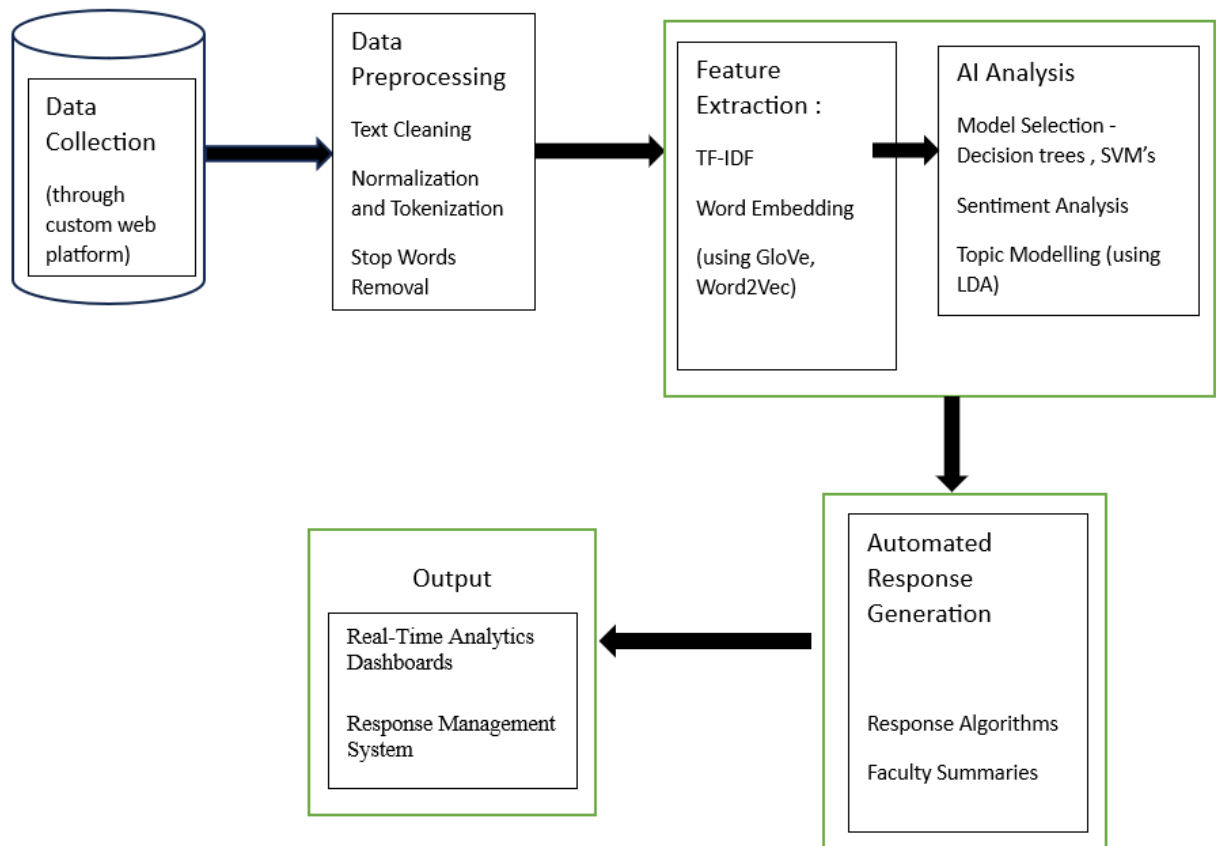 Data
Collection
(through
custom web
platform)
Data
Preprocessing
Text Cleaning
Normalization
and Tokenization
Stop Words
Removal
Feature
Extraction :
TF-IDF
Word Embedding
(using GloVe,
Word2Vec)
AI Analysis
Model Selection -
Decision trees , SVM’s
Sentiment Analysis
Topic Modelling (using
LDA)
Automated
Response
Generation
Response Algorithms
Faculty Summaries
Output
Real-Time Analytics
Dashboards
Response Management
System